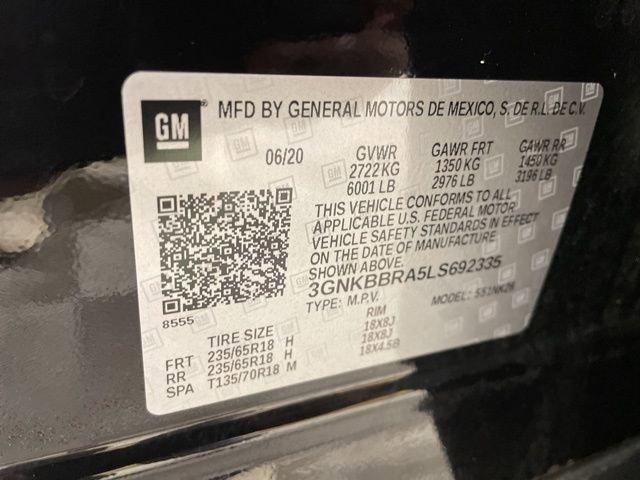 GM ® MFD BY GENERAL MOTORS DE MEXICO, S. DE R.L. DE C.V.
06/20 GVWR GAWR FRT GAWR RR
2722 KG 1350 KG 1450 KG
6001 LB 2976 LB 3196 LB
THIS VEHICLE CONFORMS TO ALL
APPLICABLE U.S. FEDERAL MOTOR
VEHICLE SAFETY STANDARDS IN EFFECT
ON THE DATE OF MANUFACTURE
SHOWN ABOVE.
3GNKBBRA5LS692335
8555 TYPE: M.P.V. MODEL: 551NK26
TIRE SIZE RIM
FRT 235/65R18 H 18X8J
RR 235/65R18 H 18X8J
SPA T135/70R18 M 18X4.5B